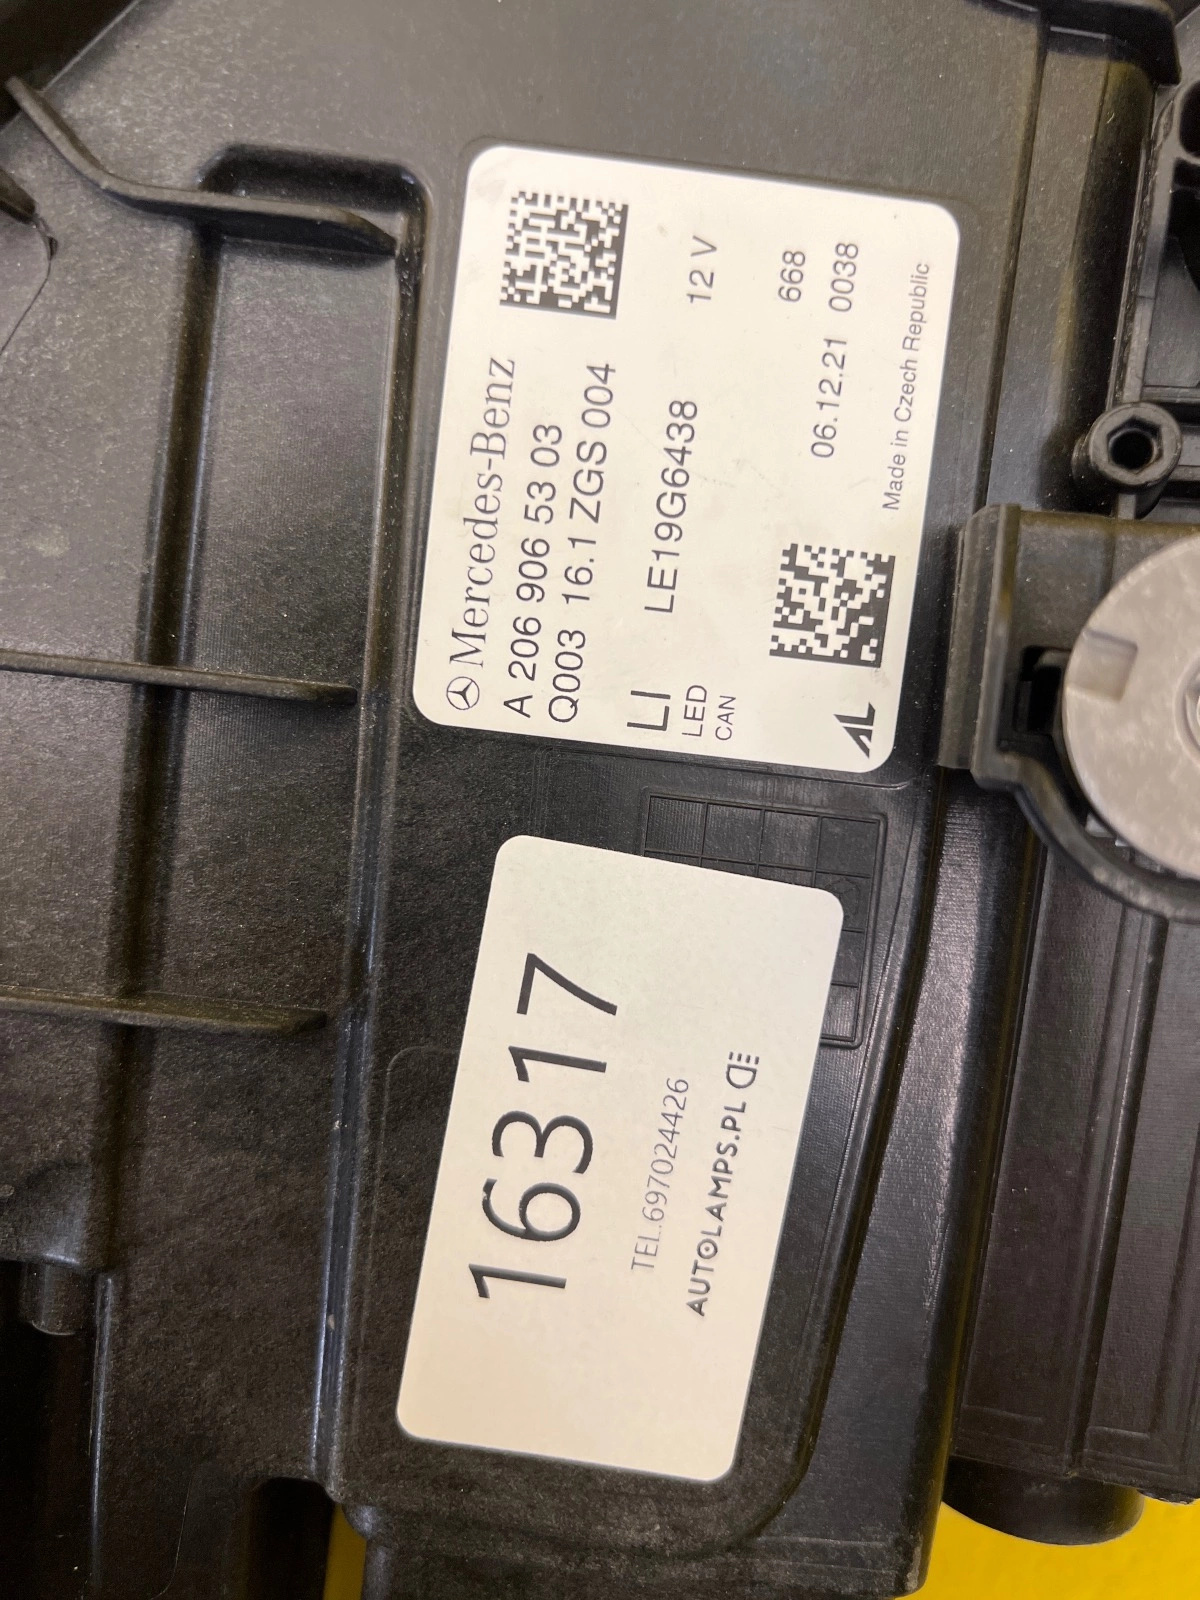 Mercedes-Benz
A 206 906 53 03
Q003 16.1 ZGS 004
LI LE19G6438 12 V
LED
CAN
668
06.12.21 0038
AL
Made in Czech Republic
16317
TEL.697024426
AUTOLAMPS.PL